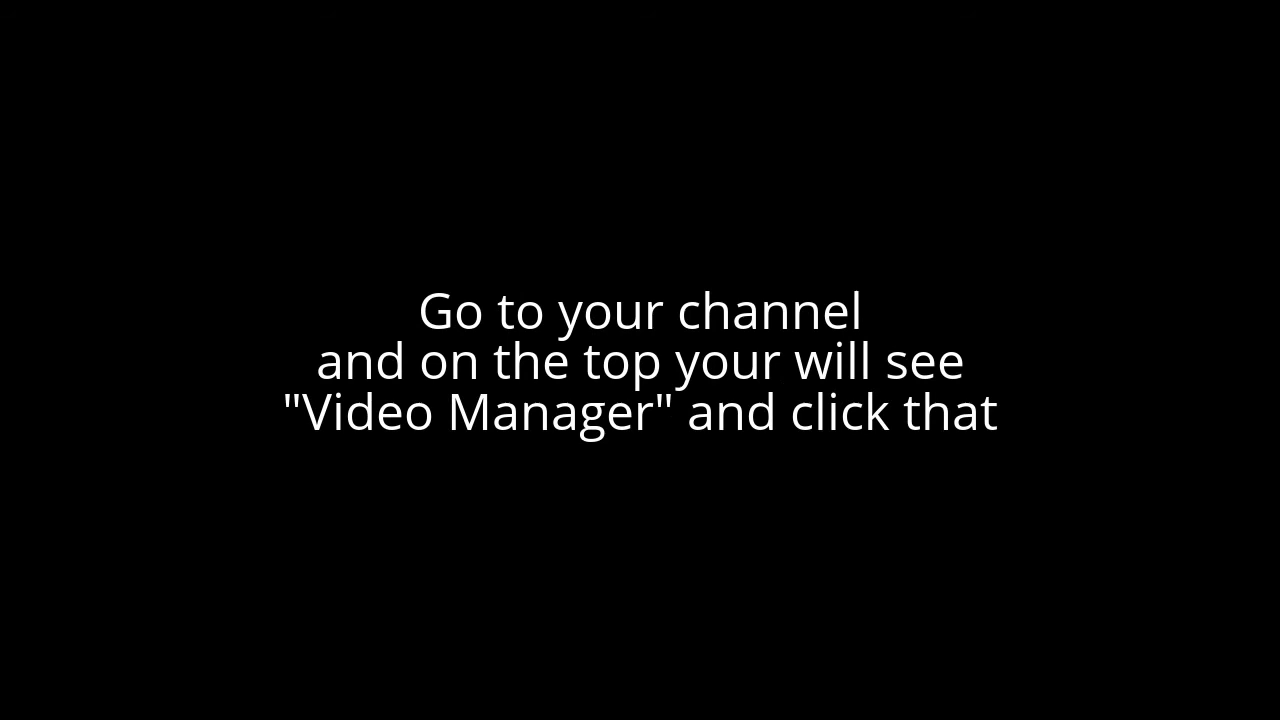 Go to your channel
and on the top your will see
"Video Manager" and click that